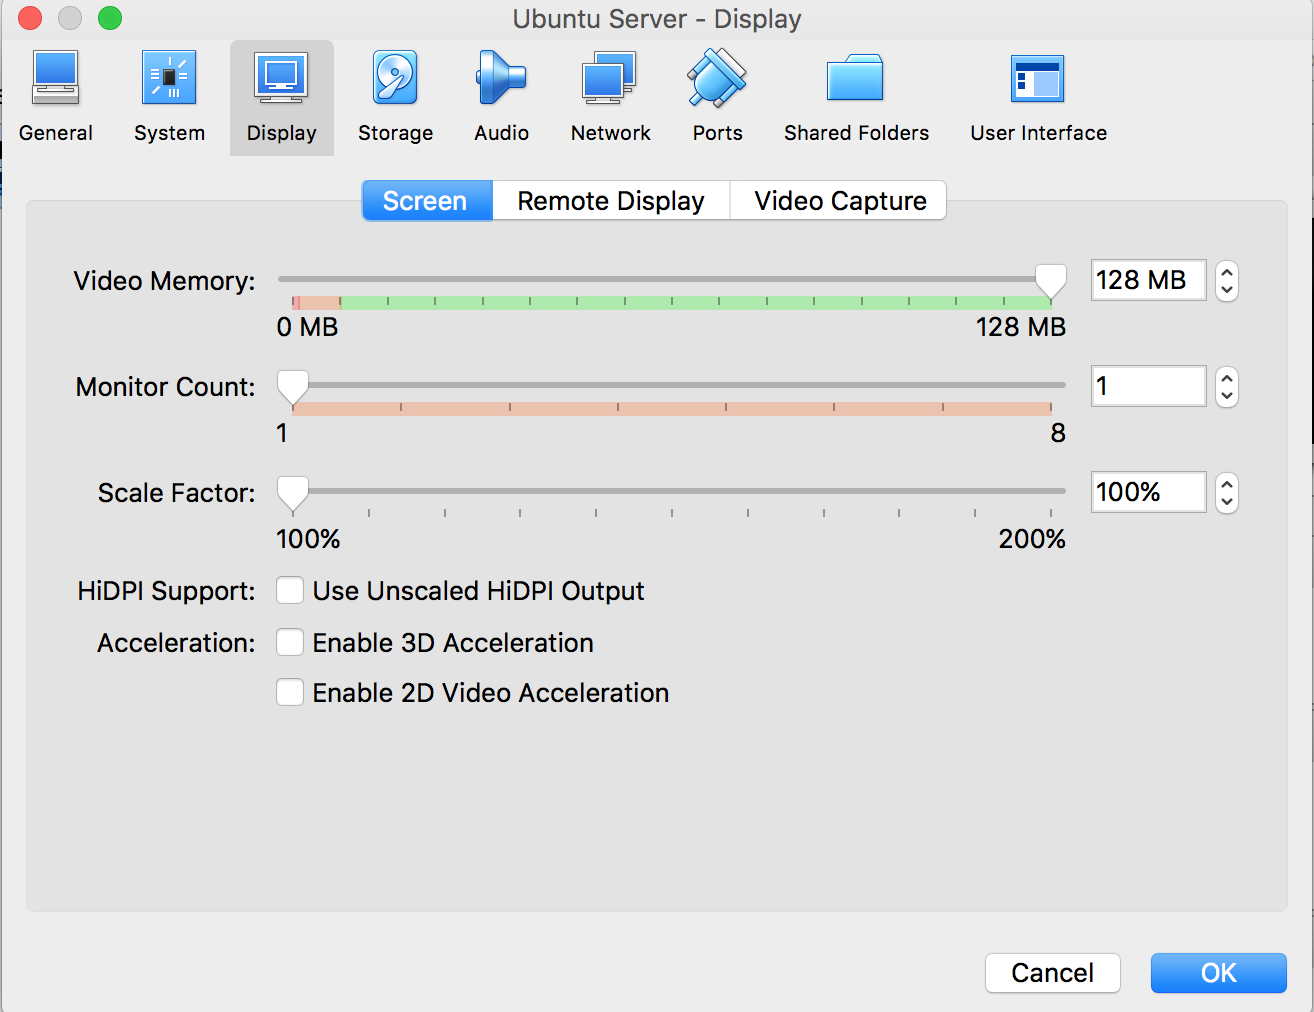 Ubuntu Server - Display
General System Display Storage Audio Network Ports Shared Folders User Interface
Screen Remote Display Video Capture
Video Memory: 128 MB
0 MB 128 MB
Monitor Count: 1
1 8
Scale Factor: 100%
100% 200%
HiDPI Support: Use Unscaled HiDPI Output
Acceleration: Enable 3D Acceleration
Enable 2D Video Acceleration
Cancel OK